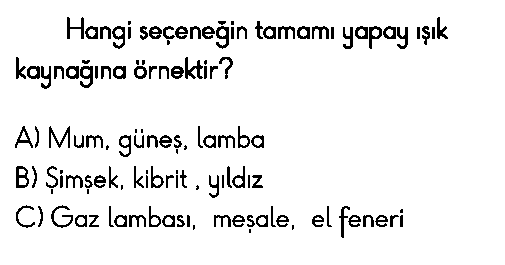 Hangi seçeneğin tamamı yapay ışık
kaynağına örnektir?
A) Mum, güneş, lamba
B) Şimşek, kibrit , yıldız
C) Gaz lambası, meşale, el feneri